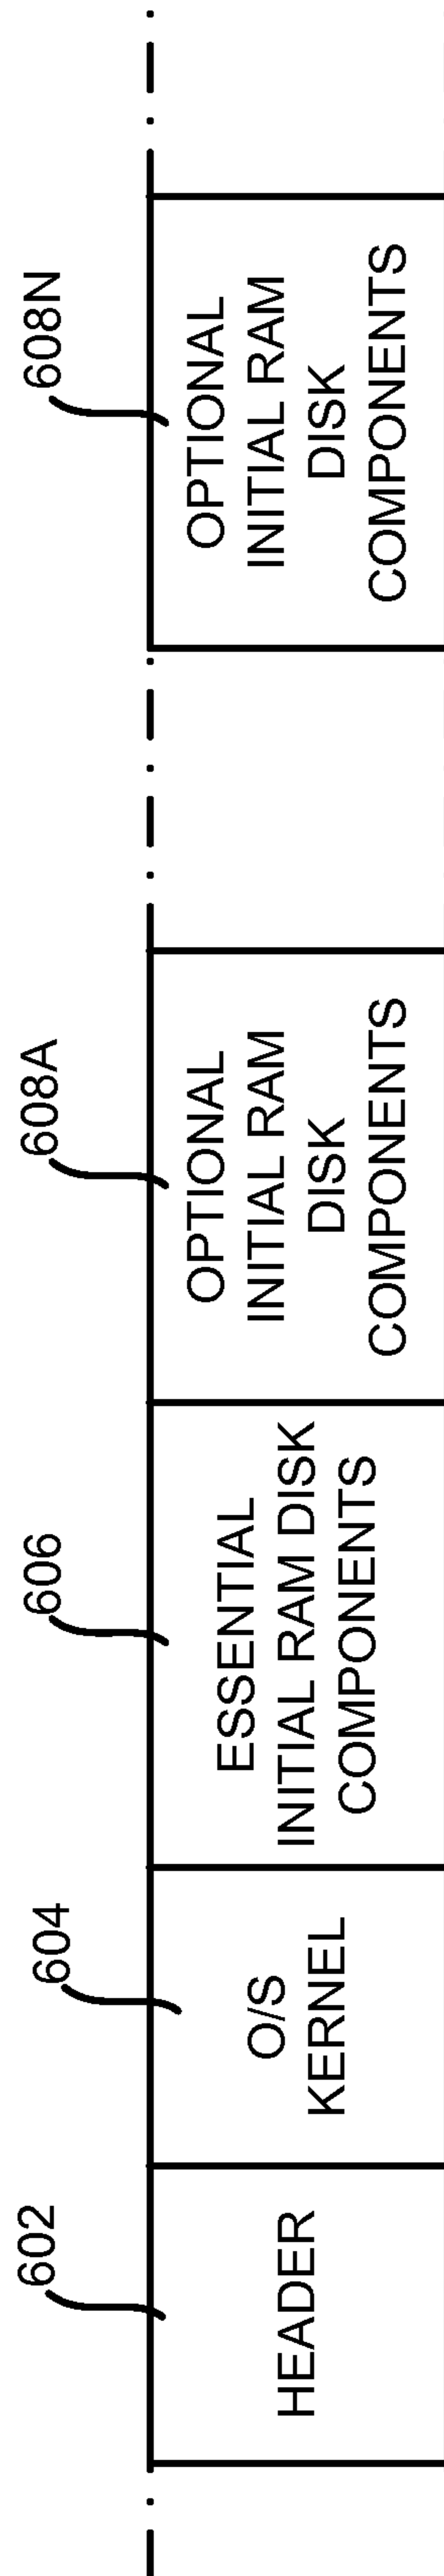 602
604
606
608A
608N
HEADER
O/S
KERNEL
ESSENTIAL
INITIAL RAM DISK
COMPONENTS
OPTIONAL
INITIAL RAM
DISK
COMPONENTS
OPTIONAL
INITIAL RAM
DISK
COMPONENTS